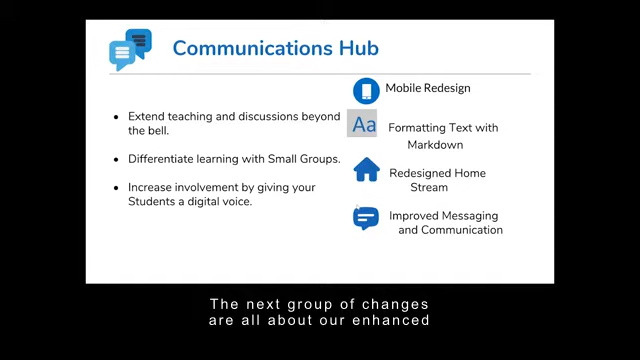 Communications Hub
• Extend teaching and discussions beyond
the bell.
• Differentiate learning with Small Groups.
• Increase involvement by giving your
Students a digital voice.
Mobile Redesign
Aa
Formatting Text with
Markdown
Redesigned Home
Stream
Improved Messaging
and Communication
The next group of changes
are all about our enhanced